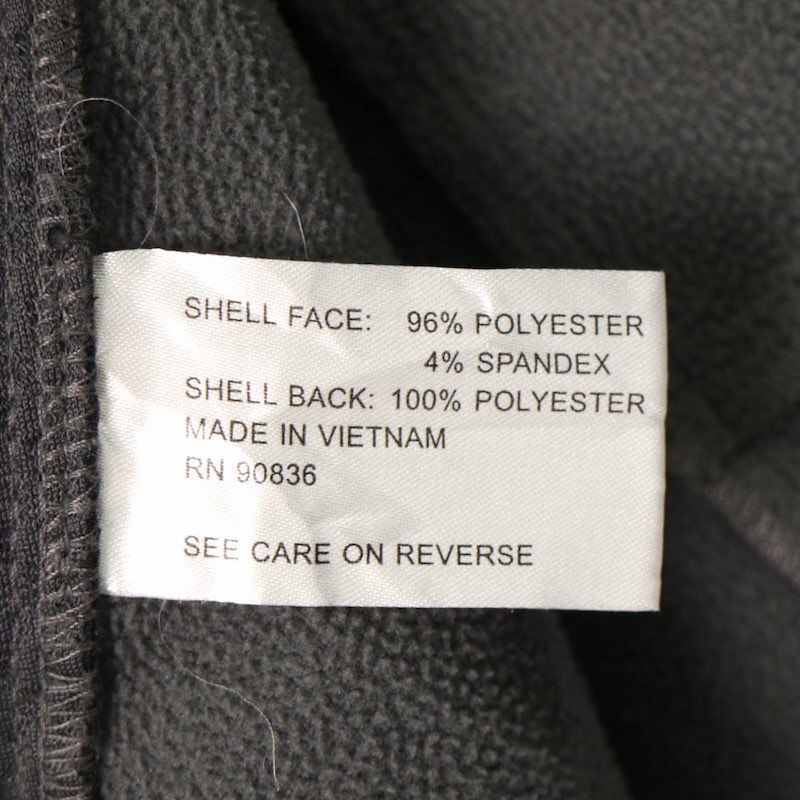 SHELL FACE: 96% POLYESTER
4% SPANDEX
SHELL BACK: 100% POLYESTER
MADE IN VIETNAM
RN 90836
SEE CARE ON REVERSE